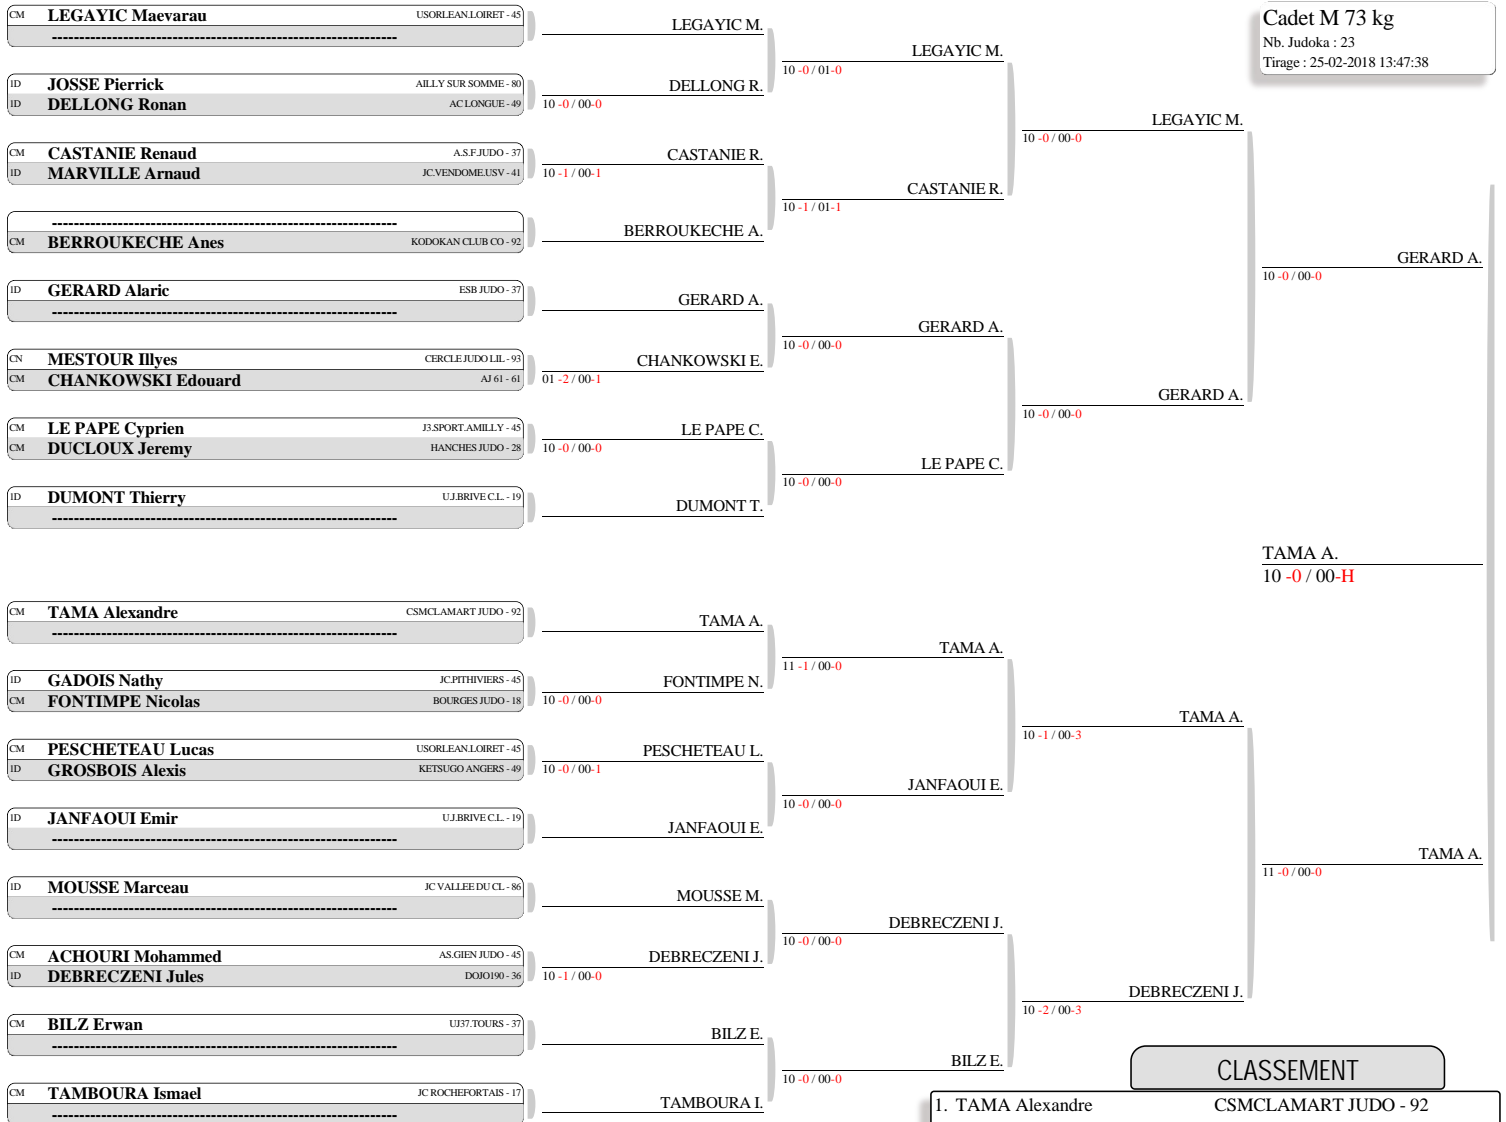 Cadet M 73 kg
Nb. Judoka : 23
Tirage : 25-02-2018 13:47:38
CM LEGAYIC Maevarau USORLEAN.LOIRET - 45
------------------------------------------------------------------
1D JOSSE Pierrick AILLY SUR SOMME - 80
1D DELLONG Ronan AC LONGUE - 49
CM CASTANIE Renaud A.S.F.JUDO - 37
1D MARVILLE Arnaud JC.VENDOME.USV - 41
------------------------------------------------------------------
CM BERROUKECHE Anes KODOKAN CLUB CO - 92
1D GERARD Alaric ESB JUDO - 37
------------------------------------------------------------------
CN MESTOUR Illyes CERCLE JUDO LIL - 93
CM CHANKOWSKI Edouard AJ 61 - 61
CM LE PAPE Cyprien J3.SPORT.AMILLY - 45
CM DUCLOUX Jeremy HANCHES JUDO - 28
1D DUMONT Thierry U.J.BRIVE C.L. - 19
------------------------------------------------------------------
CM TAMA Alexandre CSMCLAMART JUDO - 92
------------------------------------------------------------------
1D GADOIS Nathy JC.PITHIVIERS - 45
CM FONTIMPE Nicolas BOURGES JUDO - 18
CM PESCHETEAU Lucas USORLEAN.LOIRET - 45
1D GROSBOIS Alexis KETSUGO ANGERS - 49
1D JANFAOUI Emir U.J.BRIVE C.L. - 19
------------------------------------------------------------------
1D MOUSSE Marceau JC VALLEE DU CL - 86
------------------------------------------------------------------
CM ACHOURI Mohammed AS.GIEN JUDO - 45
1D DEBRECZENI Jules DOJO190 - 36
CM BILZ Erwan UJ37.TOURS - 37
------------------------------------------------------------------
CM TAMBOURA Ismael JC ROCHEFORTAIS - 17
------------------------------------------------------------------
LEGAYIC M.
DELLONG R.
10 -0 / 00-0
CASTANIE R.
10 -1 / 00-1
BERROUKECHE A.
GERARD A.
CHANKOWSKI E.
01 -2 / 00-1
LE PAPE C.
10 -0 / 00-0
DUMONT T.
TAMA A.
FONTIMPE N.
10 -0 / 00-0
PESCHETEAU L.
10 -0 / 00-1
JANFAOUI E.
MOUSSE M.
DEBRECZENI J.
10 -1 / 00-0
BILZ E.
TAMBOURA I.
LEGAYIC M.
10 -0 / 01-0
CASTANIE R.
10 -1 / 01-1
GERARD A.
10 -0 / 00-0
LE PAPE C.
10 -0 / 00-0
TAMA A.
11 -1 / 00-0
JANFAOUI E.
10 -0 / 00-0
DEBRECZENI J.
10 -0 / 00-0
BILZ E.
10 -0 / 00-0
LEGAYIC M.
10 -0 / 00-0
GERARD A.
10 -0 / 00-0
TAMA A.
10 -1 / 00-3
DEBRECZENI J.
10 -2 / 00-3
GERARD A.
10 -0 / 00-0
TAMA A.
11 -0 / 00-0
TAMA A.
10 -0 / 00-H
CLASSEMENT
1. TAMA Alexandre CSMCLAMART JUDO - 92